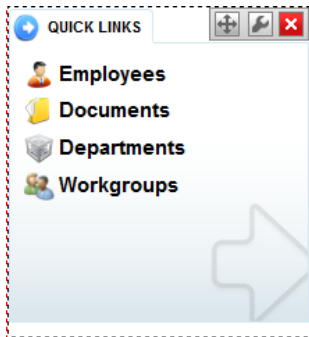 QUICK LINKS
Employees
Documents
Departments
Workgroups